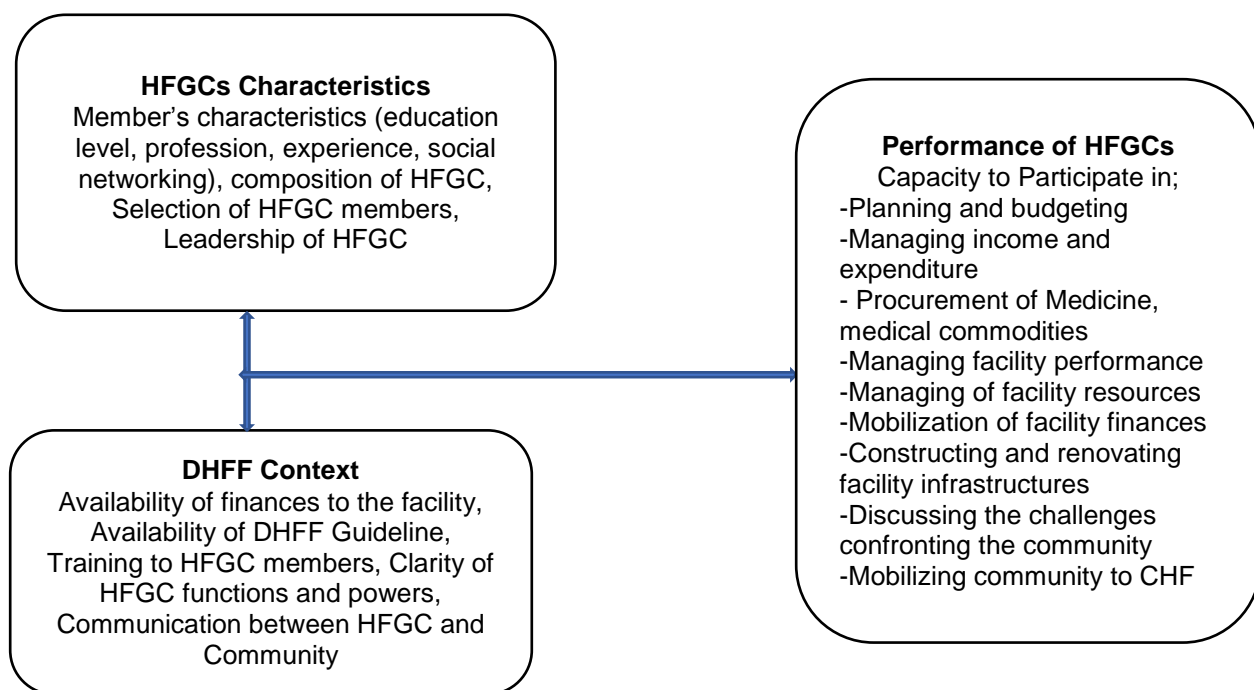 HFGCs Characteristics
Member’s characteristics (education
level, profession, experience, social
networking), composition of HFGC,
Selection of HFGC members,
Leadership of HFGC
DHFF Context
Availability of finances to the facility,
Availability of DHFF Guideline,
Training to HFGC members, Clarity of
HFGC functions and powers,
Communication between HFGC and
Community
Performance of HFGCs
Capacity to Participate in;
-Planning and budgeting
-Managing income and
expenditure
- Procurement of Medicine,
medical commodities
-Managing facility performance
-Managing of facility resources
-Mobilization of facility finances
-Constructing and renovating
facility infrastructures
-Discussing the challenges
confronting the community
-Mobilizing community to CHF